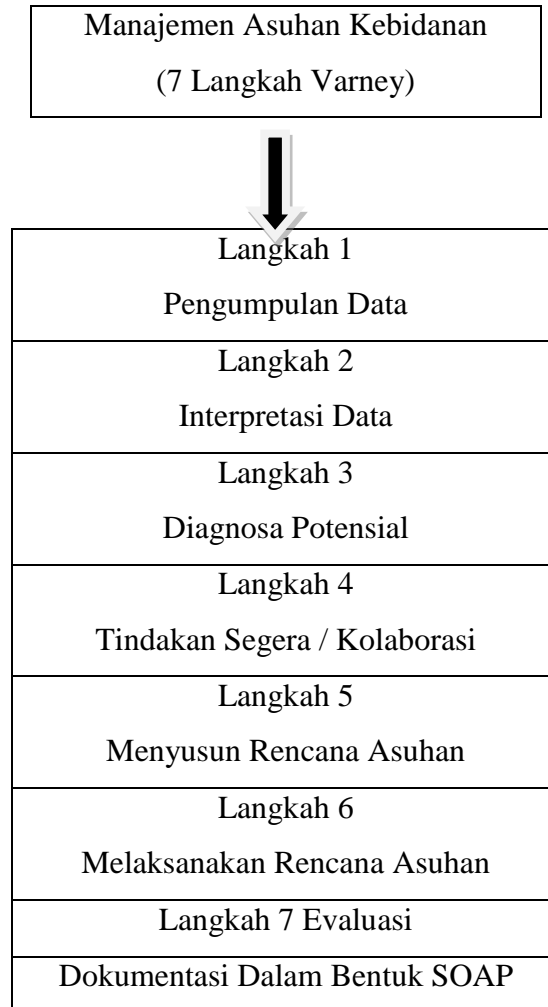 Manajemen Asuhan Kebidanan
(7 Langkah Varney)
Langkah 1
Pengumpulan Data
Langkah 2
Interpretasi Data
Langkah 3
Diagnosa Potensial
Langkah 4
Tindakan Segera / Kolaborasi
Langkah 5
Menyusun Rencana Asuhan
Langkah 6
Melaksanakan Rencana Asuhan
Langkah 7 Evaluasi
Dokumentasi Dalam Bentuk SOAP